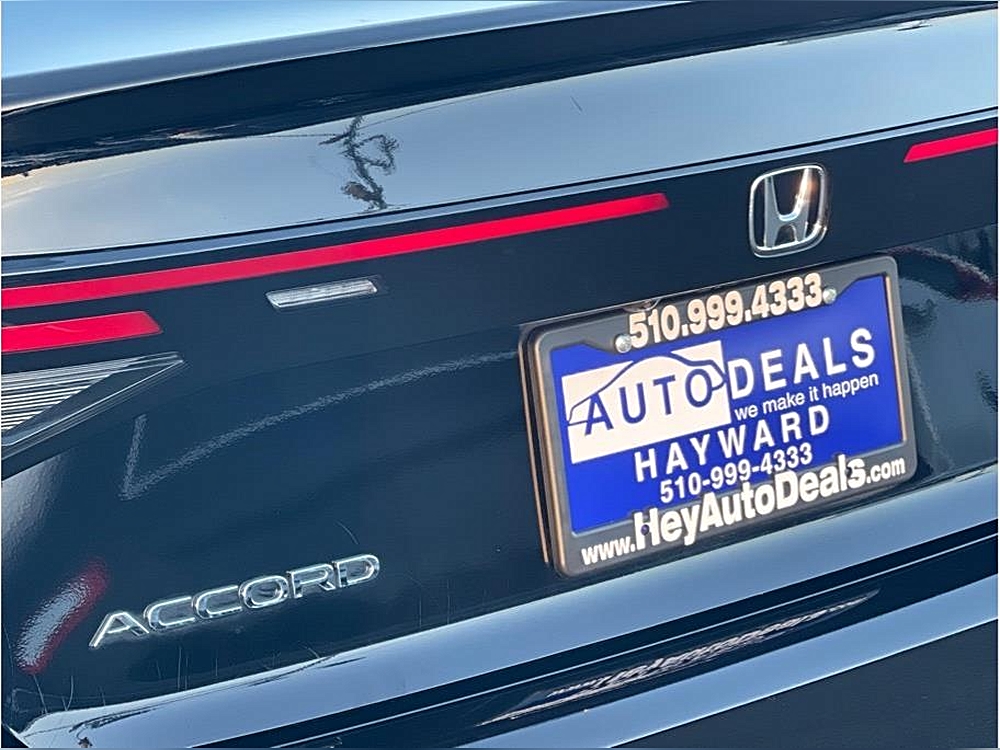 510.999.4333
AUTO DEALS
we make it happen
HAYWARD
510-999-4333
www.HeyAutoDeals.com
ACCORD